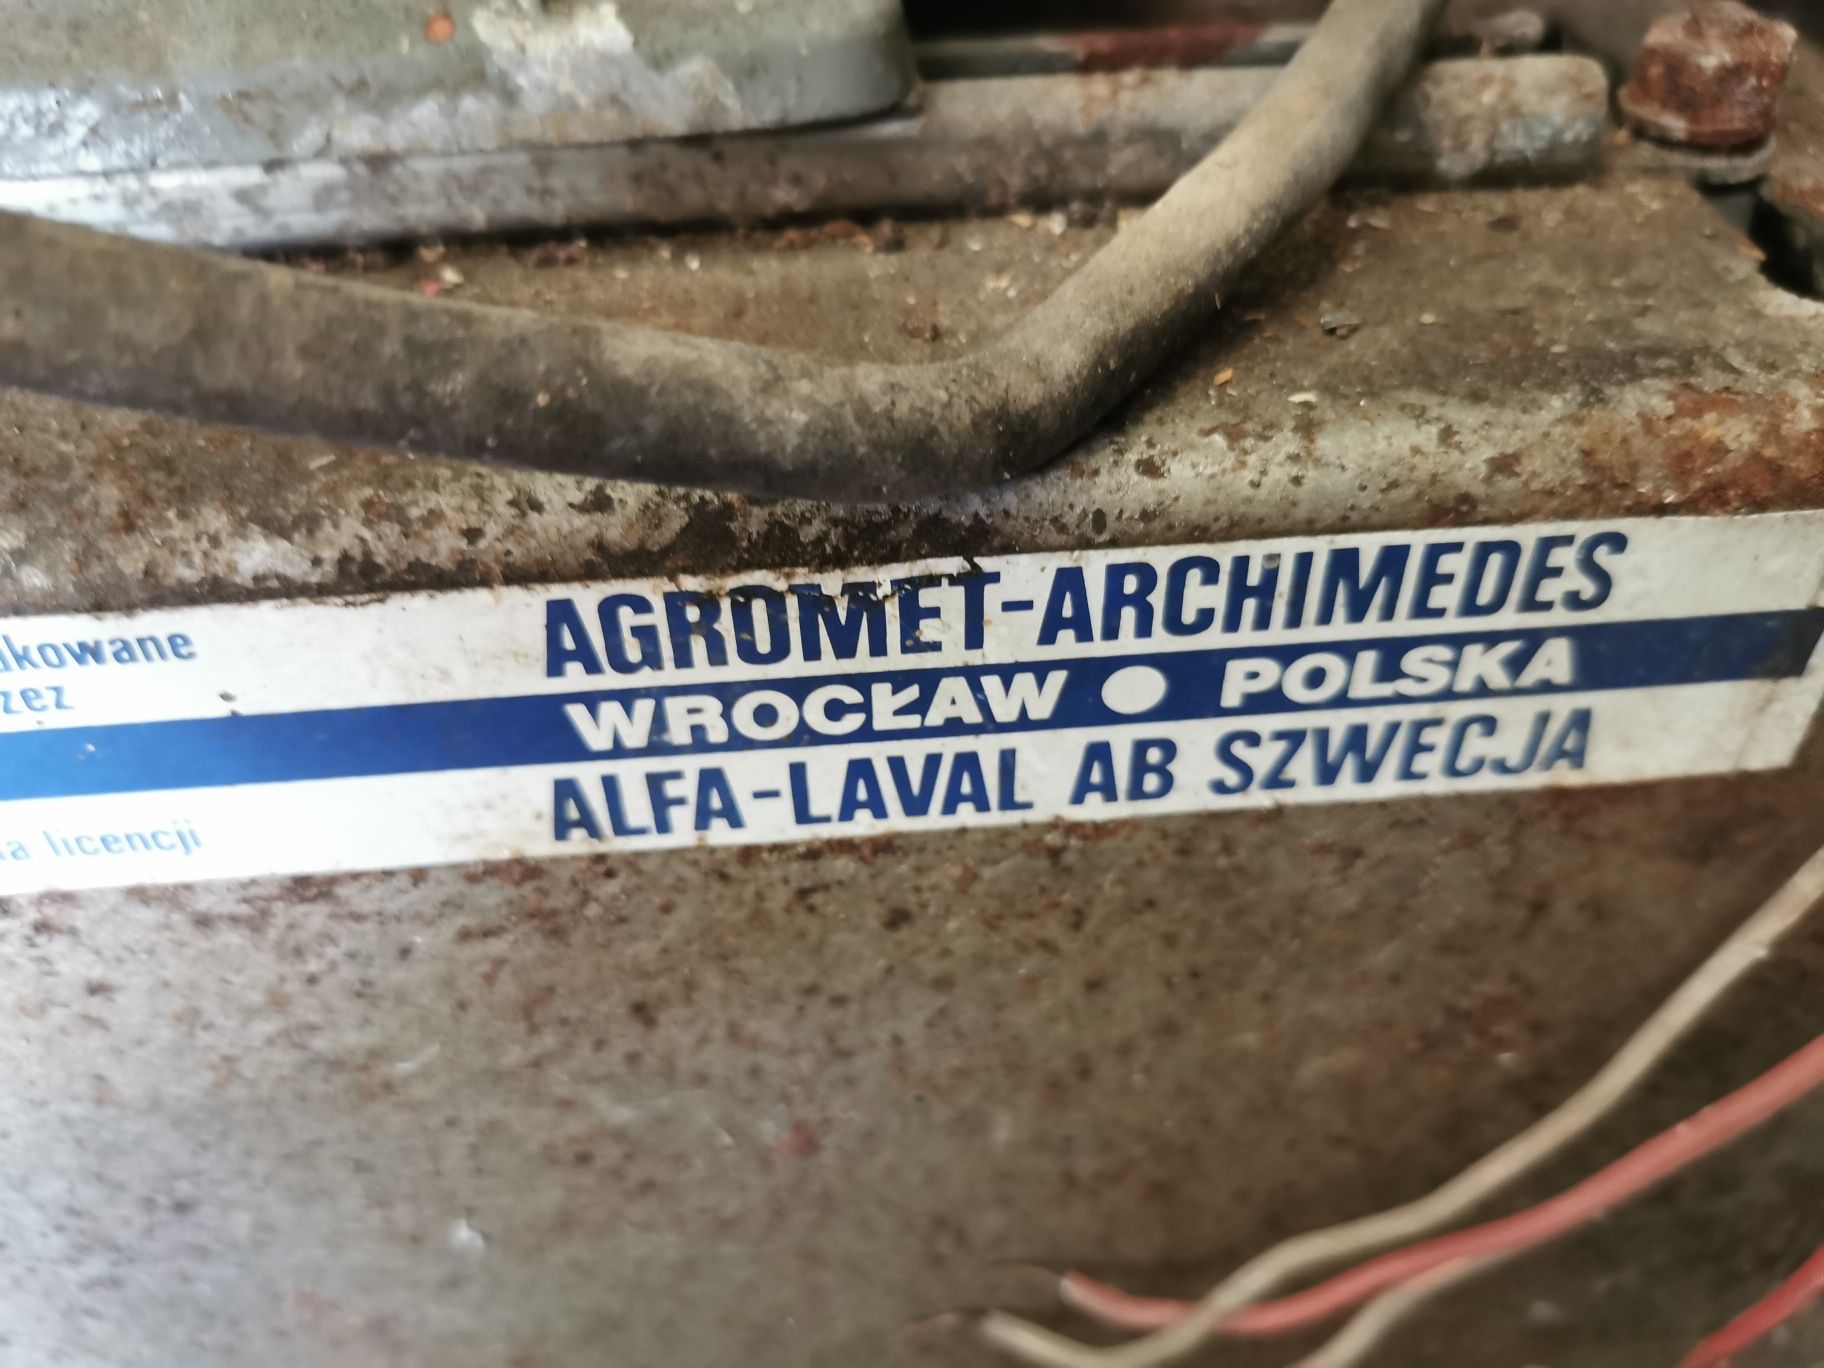 AGROMET-ARCHIMEDES
WROCŁAW POLSKA
ALFA-LAVAL AB SZWECJA
licencji